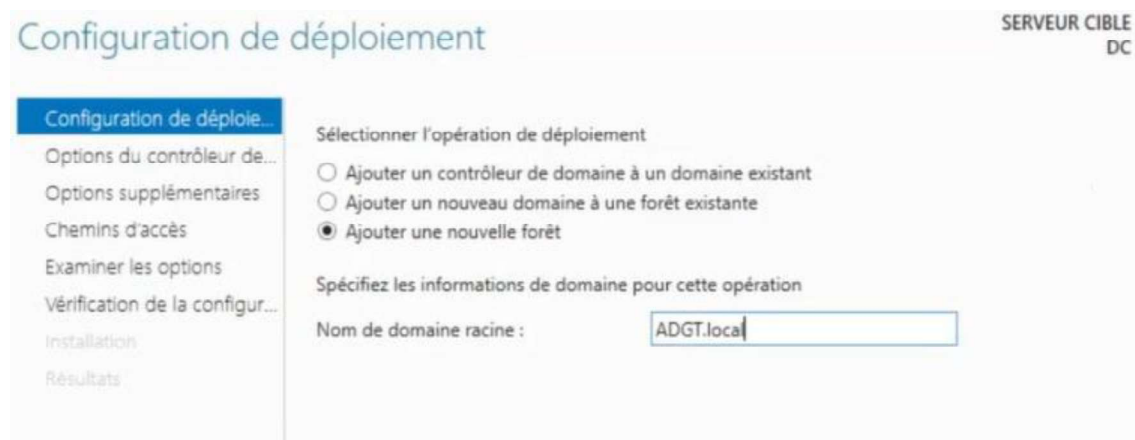 Configuration de déploiement
SERVEUR CIBLE
DC
Configuration de déploie...
Options du contrôleur de...
Options supplémentaires
Chemins d'accès
Examiner les options
Vérification de la configur...
Installation
Résultats
Sélectionner l'opération de déploiement
Ajouter un contrôleur de domaine à un domaine existant
Ajouter un nouveau domaine à une forêt existante
Ajouter une nouvelle forêt
Spécifiez les informations de domaine pour cette opération
Nom de domaine racine :
ADGT.local